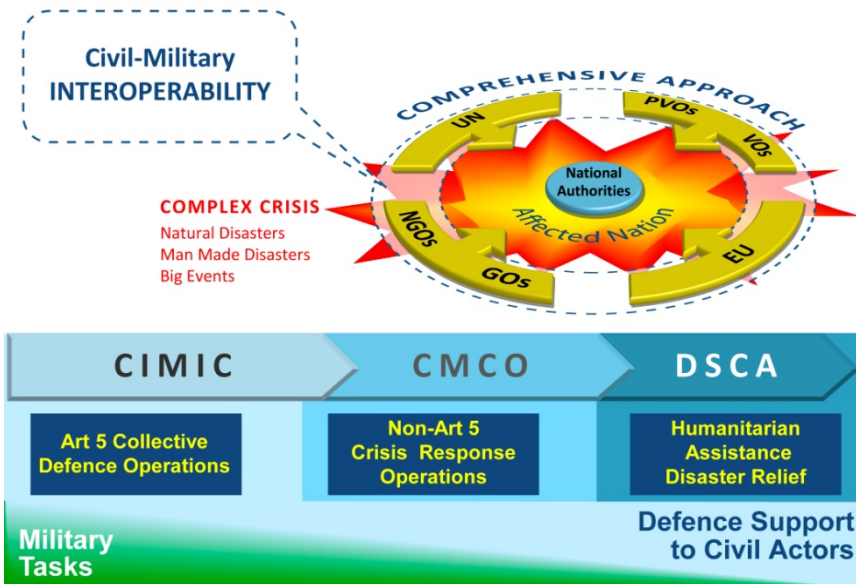 Civil-Military
INTEROPERABILITY
COMPREHENSIVE APPROACH
UN
PVOs
VOs
National
Authorities
Affected Nation
NGOs
GOs
EU
COMPLEX CRISIS
Natural Disasters
Man Made Disasters
Big Events
CIMIC
CMCO
DSCA
Art 5 Collective
Defence Operations
Non-Art 5
Crisis Response
Operations
Humanitarian
Assistance
Disaster Relief
Military
Tasks
Defence Support
to Civil Actors